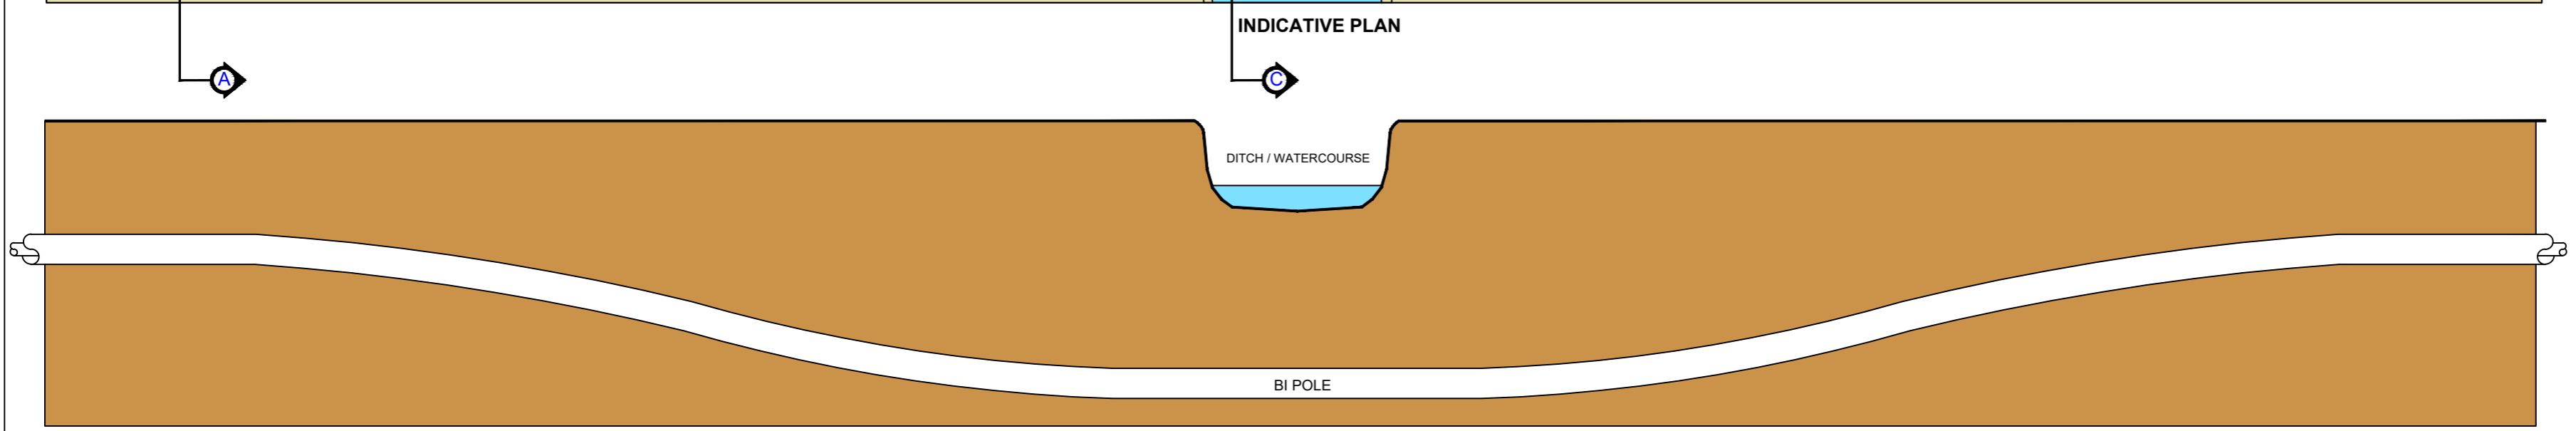 INDICATIVE PLAN
A
C
DITCH / WATERCOURSE
BI POLE